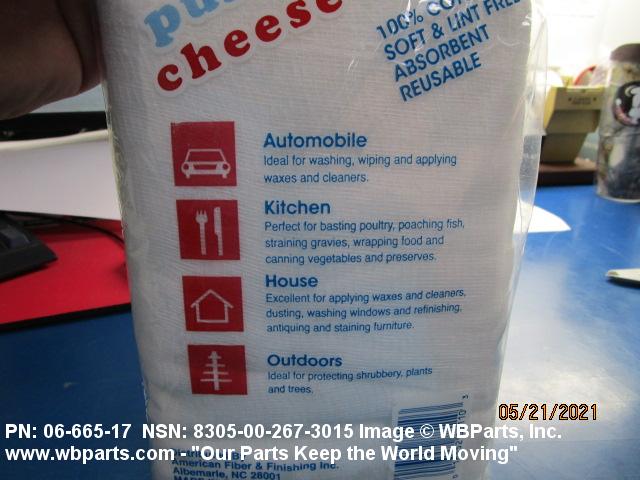 cheese
100%
SOFT & LINT FREE
ABSORBENT
REUSABLE
Automobile
Ideal for washing, wiping and applying
waxes and cleaners.
Kitchen
Perfect for basting poultry, poaching fish,
straining gravies, wrapping food and
canning vegetables and preserves.
House
Excellent for applying waxes and cleaners,
dusting, washing windows and refinishing,
antiquing and staining furniture.
Outdoors
Ideal for protecting shrubbery, plants
and trees.
05/21/2021
PN: 06-665-17 NSN: 8305-00-267-3015 Image © WBParts, Inc.
www.wbparts.com - "Our Parts Keep the World Moving"
American Fiber & Finishing Inc.
Albemarle, NC 28001